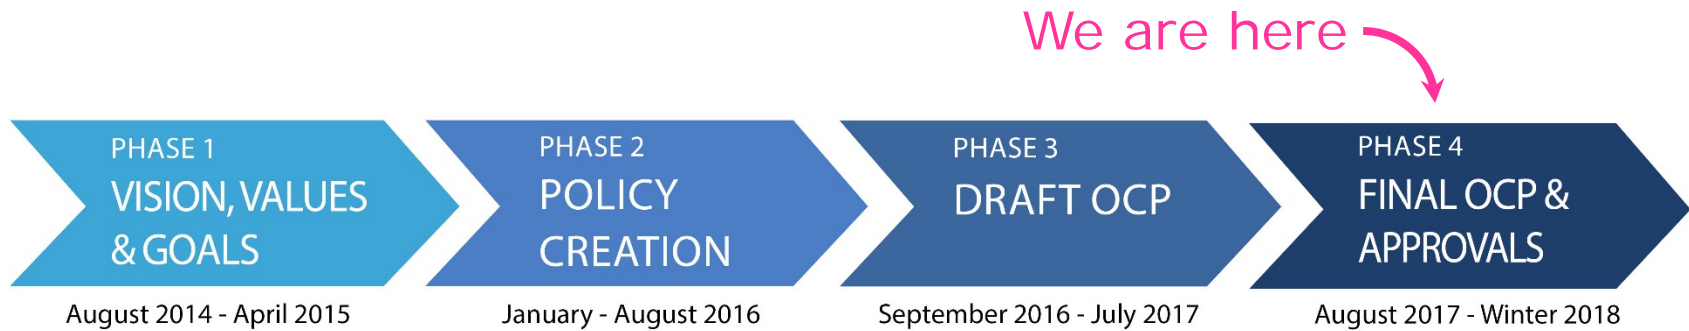 We are here
PHASE 1
VISION, VALUES
& GOALS
August 2014 - April 2015
PHASE 2
POLICY
CREATION
January - August 2016
PHASE 3
DRAFT OCP
September 2016 - July 2017
PHASE 4
FINAL OCP &
APPROVALS
August 2017 - Winter 2018